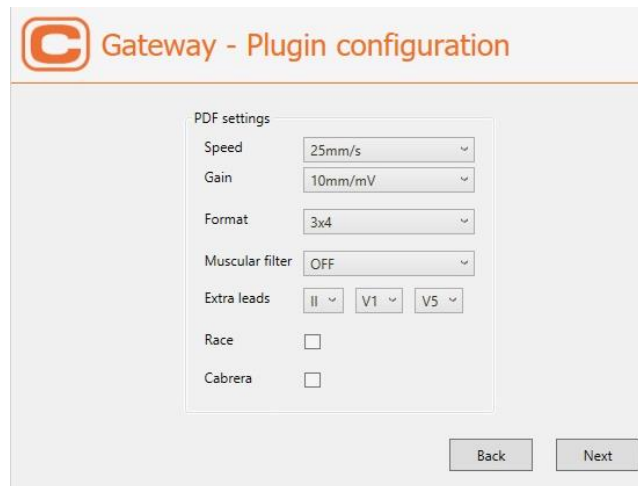 C Gateway - Plugin configuration
PDF settings
Speed 25mm/s
Gain 10mm/mV
Format 3x4
Muscular filter OFF
Extra leads II V1 V5
Race
Cabrera
Back Next